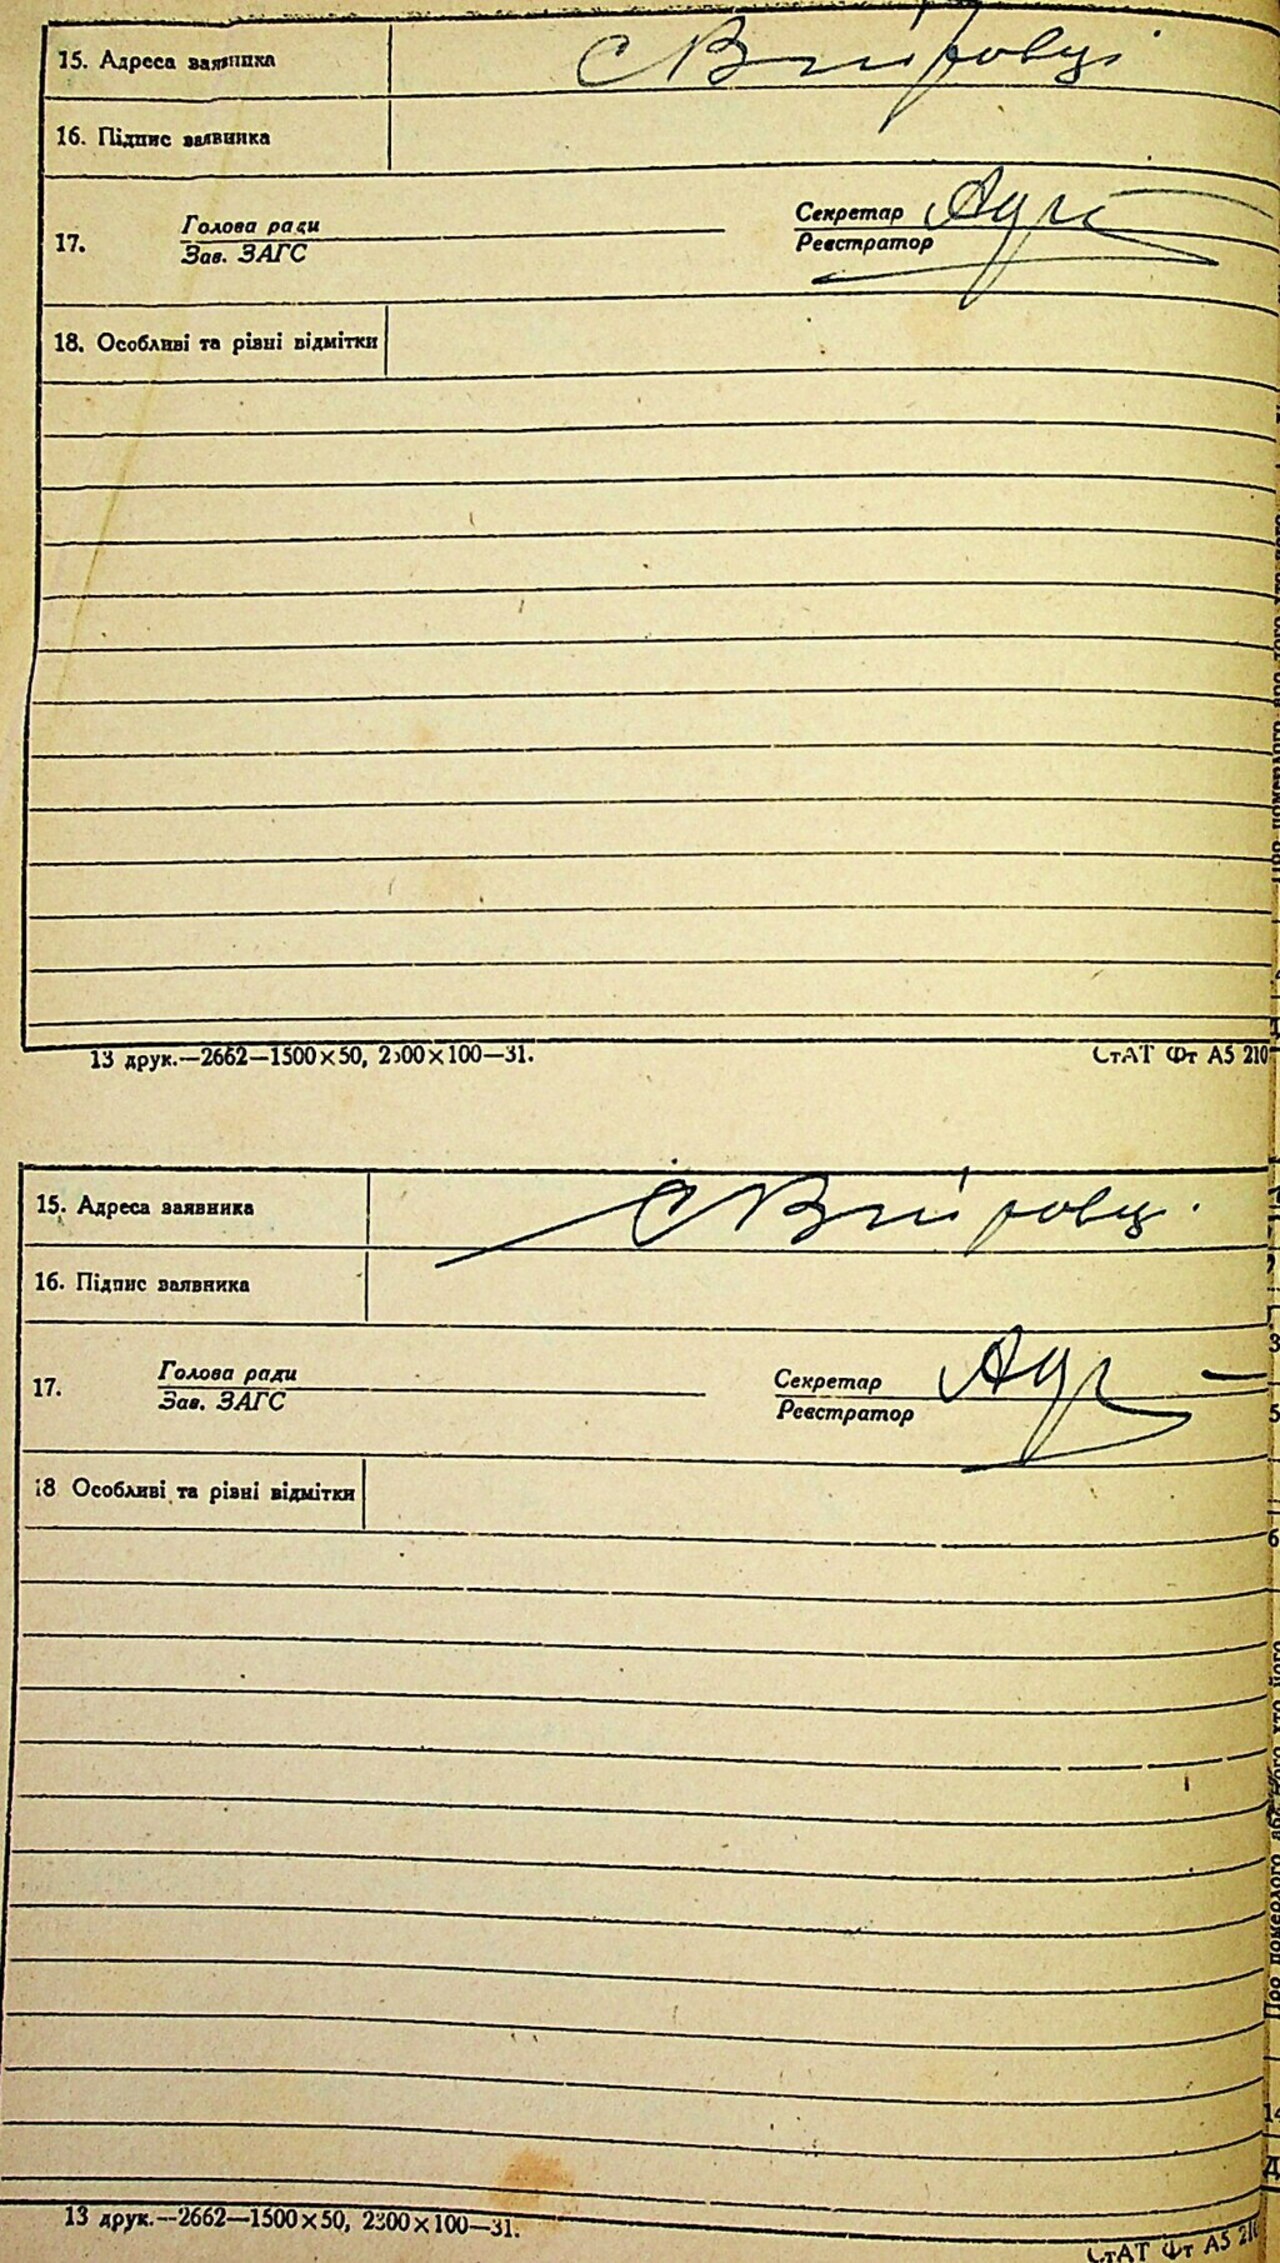 15. Адреса заявника
16. Підпис заявника
17. Голова ради Секретар
Зав. ЗАГС Реєстратор
18. Особливі та різні відмітки
13 друк.—2662—1500×50, 2500×100—31. СтАТ Фт А5 210
15. Адреса заявника
16. Підпис заявника
17. Голова ради Секретар
Зав. ЗАГС Реєстратор
18 Особливі та різні відмітки
13 друк.—2662—1500×50, 2300×100—31. СтАТ Фт А5 210